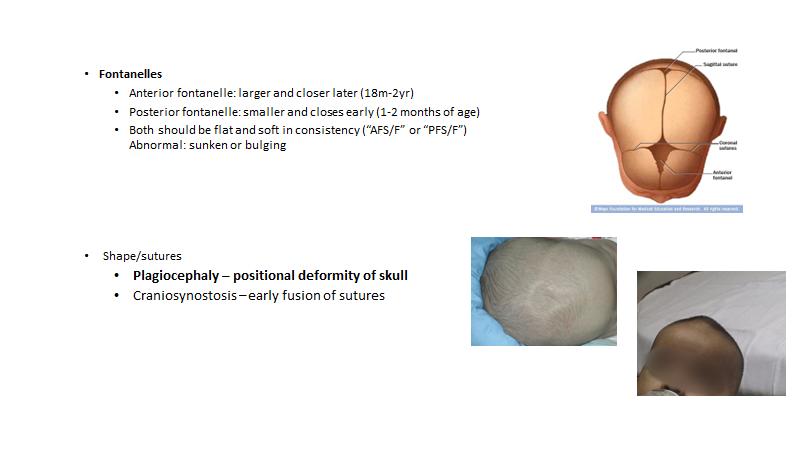 • Fontanelles
• Anterior fontanelle: larger and closer later (18m-2yr)
• Posterior fontanelle: smaller and closes early (1-2 months of age)
• Both should be flat and soft in consistency (“AFS/F” or “PFS/F”)
Abnormal: sunken or bulging
Posterior fontanel
Sagittal suture
Coronal
sutures
Anterior
fontanel
© Mayo Foundation for Medical Education and Research. All rights reserved.
• Shape/sutures
• Plagiocephaly – positional deformity of skull
• Craniosynostosis – early fusion of sutures